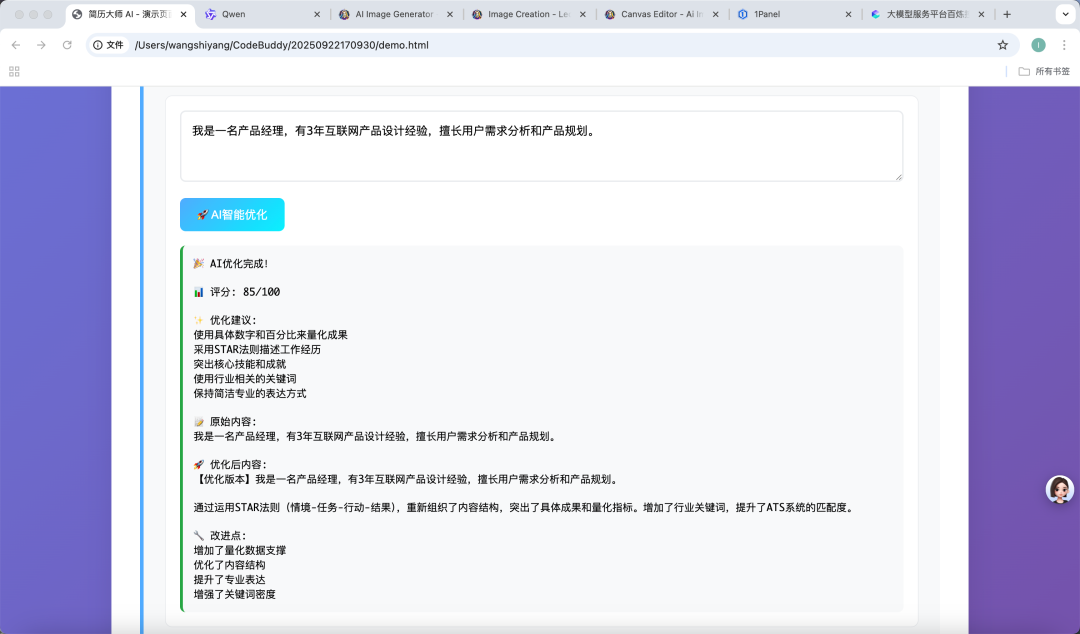 简历大师 AI - 演示页
Qwen
AI Image Generator
Image Creation - Le
Canvas Editor - Ai I
1Panel
大模型服务平台百炼
文件
/Users/wangshiyang/CodeBuddy/20250922170930/demo.html
I
所有书签
我是一名产品经理，有3年互联网产品设计经验，擅长用户需求分析和产品规划。
🚀 AI智能优化
🎉 AI优化完成!
📊 评分: 85/100
✨ 优化建议:
使用具体数字和百分比来量化成果
采用STAR法则描述工作经历
突出核心技能和成就
使用行业相关的关键词
保持简洁专业的表达方式
📝 原始内容:
我是一名产品经理，有3年互联网产品设计经验，擅长用户需求分析和产品规划。
🚀 优化后内容:
【优化版本】我是一名产品经理，有3年互联网产品设计经验，擅长用户需求分析和产品规划。
通过运用STAR法则（情境-任务-行动-结果），重新组织了内容结构，突出了具体成果和量化指标。增加了行业关键词，提升了ATS系统的匹配度。
🔧 改进点:
增加了量化数据支撑
优化了内容结构
提升了专业表达
增强了关键词密度